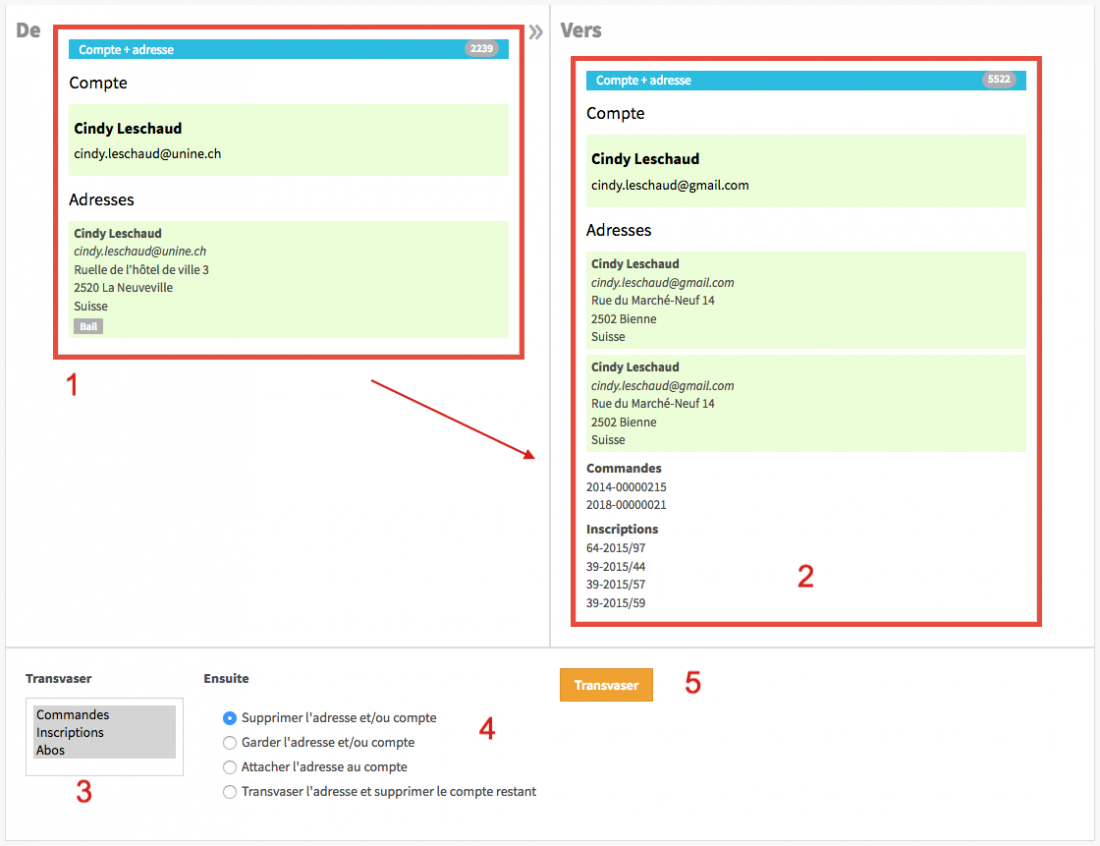 De
Compte + adresse 2239
Compte
Cindy Leschaud
cindy.leschaud@unine.ch
Adresses
Cindy Leschaud
cindy.leschaud@unine.ch
Ruelle de l'hôtel de ville 3
2520 La Neuveville
Suisse
Bail
1
»
Vers
Compte + adresse 5522
Compte
Cindy Leschaud
cindy.leschaud@gmail.com
Adresses
Cindy Leschaud
cindy.leschaud@gmail.com
Rue du Marché-Neuf 14
2502 Bienne
Suisse
Cindy Leschaud
cindy.leschaud@gmail.com
Rue du Marché-Neuf 14
2502 Bienne
Suisse
Commandes
2014-00000215
2018-00000021
Inscriptions
64-2015/97
39-2015/44
39-2015/57
39-2015/59
2
Transvaser
Commandes
Inscriptions
Abos
3
Ensuite
Supprimer l'adresse et/ou compte
Garder l'adresse et/ou compte
Attacher l'adresse au compte
Transvaser l'adresse et supprimer le compte restant
4
Transvaser
5